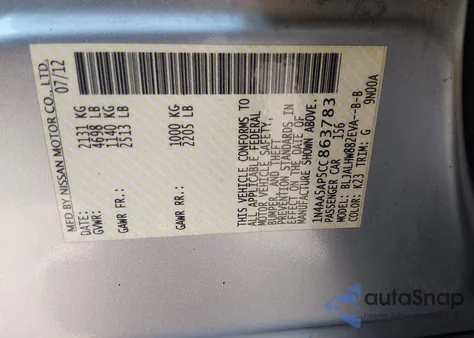 MFD BY NISSAN MOTOR CO., LTD.
07/12
GVWR: 2131 KG
4698 LB
GAWR FR.: 1140 KG
2513 LB
GAWR RR.: 1000 KG
2205 LB
THIS VEHICLE CONFORMS TO
ALL APPLICABLE FEDERAL
MOTOR VEHICLE SAFETY,
BUMPER, AND THEFT
PREVENTION STANDARDS IN
EFFECT ON THE DATE OF
MANUFACTURE SHOWN ABOVE.
1N4AA5AP5CC863783
PASSENGER CAR 156
MODEL: BLJALHWB82EVA--B-B
COLOR: K23 TRIM: G 9N00A
autoSnap